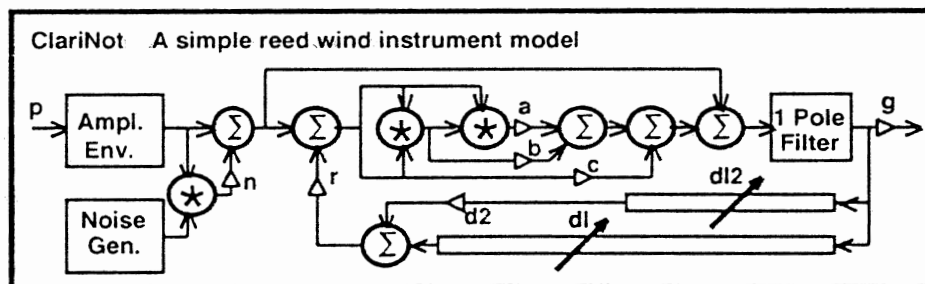 ClariNot A simple reed wind instrument model
p
Ampl.
Env.
Σ
Σ
*
*
a
Σ
Σ
Σ
1 Pole
Filter
g
b
n
r
c
*
Noise
Gen.
dl2
d2
dl
Σ